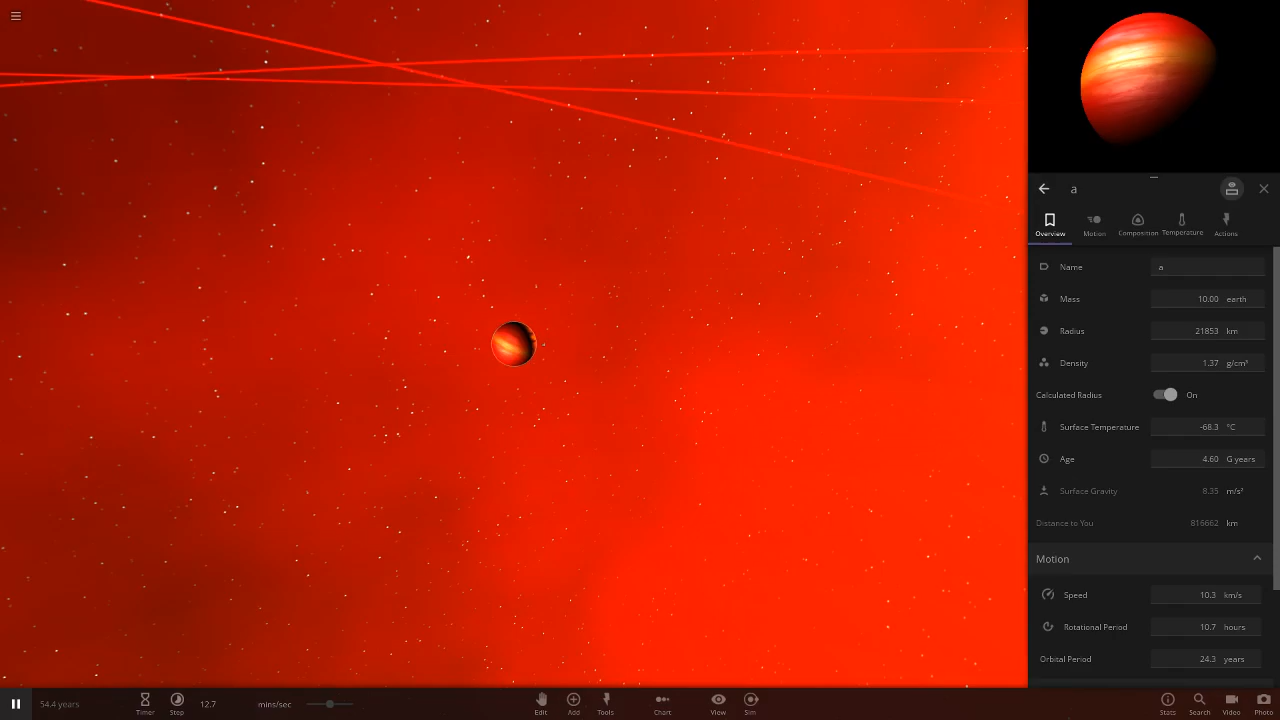 a
Overview
Motion
Composition
Temperature
Actions
Name a
Mass 10.00 earth
Radius 21853 km
Density 1.37 g/cm³
Calculated Radius On
Surface Temperature -68.3 °C
Age 4.60 G years
Surface Gravity 8.35 m/s²
Distance to You 816662 km
Motion
Speed 10.3 km/s
Rotational Period 10.7 hours
Orbital Period 24.3 years
54.4 years
Timer
Step
12.7 mins/sec
Edit
Add
Tools
Chart
View
Sim
Stats
Search
Video
Photo